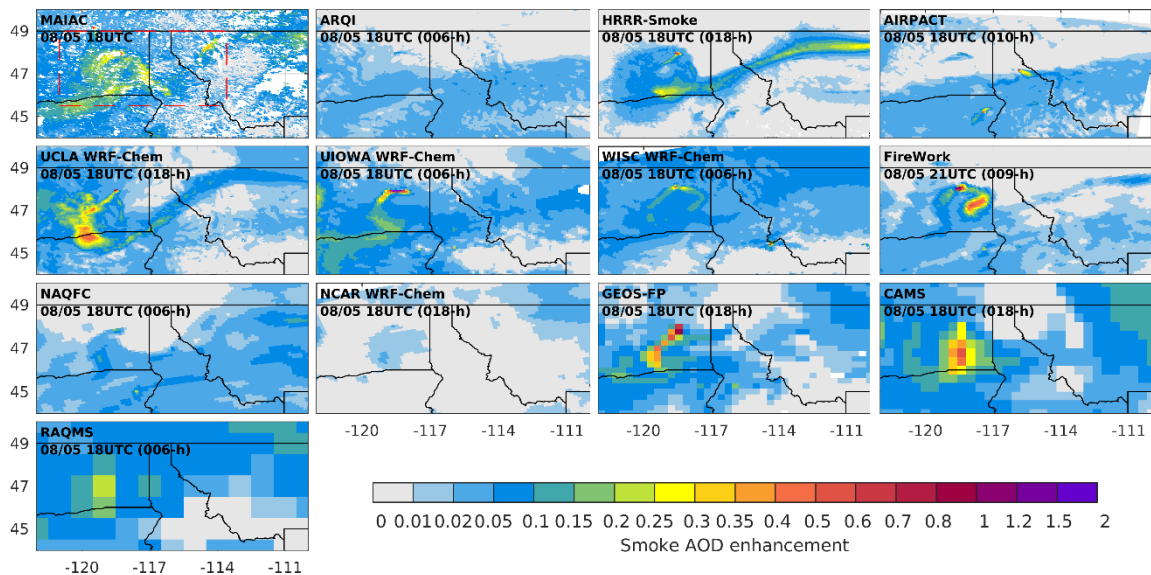 MAIAC
08/05 18UTC
ARQI
08/05 18UTC (006-h)
HRRR-Smoke
08/05 18UTC (018-h)
AIRPACT
08/05 18UTC (010-h)
49
47
45
UCLA WRF-Chem
08/05 18UTC (018-h)
UIOWA WRF-Chem
08/05 18UTC (006-h)
WISC WRF-Chem
08/05 18UTC (006-h)
FireWork
08/05 21UTC (009-h)
49
47
45
NAQFC
08/05 18UTC (006-h)
NCAR WRF-Chem
08/05 18UTC (018-h)
GEOS-FP
08/05 18UTC (018-h)
CAMS
08/05 18UTC (018-h)
49
47
45
-120 -117 -114 -111
-120 -117 -114 -111
-120 -117 -114 -111
RAQMS
08/05 18UTC (006-h)
49
47
45
-120 -117 -114 -111
0 0.01 0.02 0.05 0.1 0.15 0.2 0.25 0.3 0.35 0.4 0.5 0.6 0.7 0.8 1 1.2 1.5 2
Smoke AOD enhancement